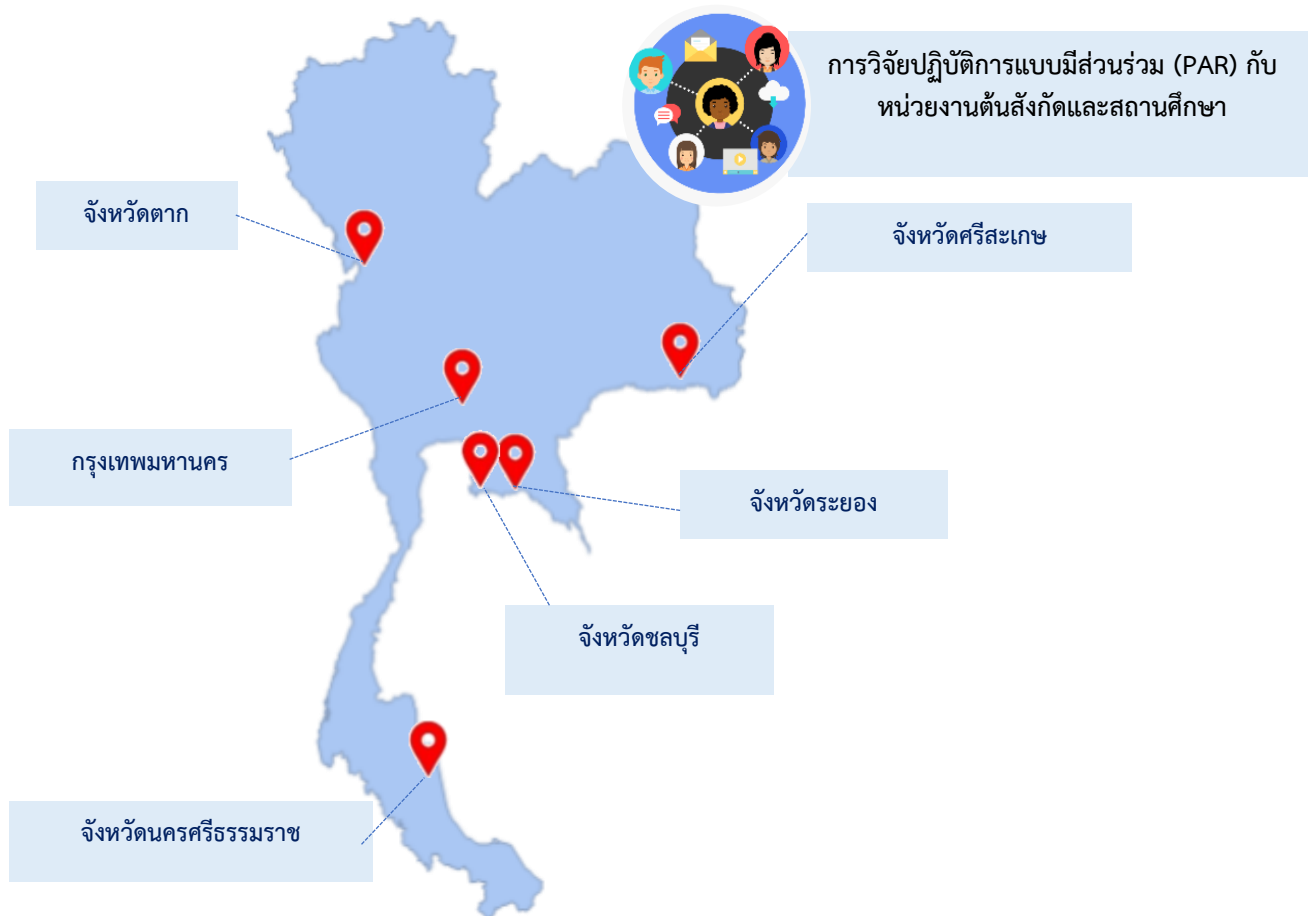 การวิจัยปฏิบัติการแบบมีส่วนร่วม (PAR) กับ
หน่วยงานต้นสังกัดและสถานศึกษา
จังหวัดตาก
จังหวัดศรีสะเกษ
กรุงเทพมหานคร
จังหวัดระยอง
จังหวัดชลบุรี
จังหวัดนครศรีธรรมราช